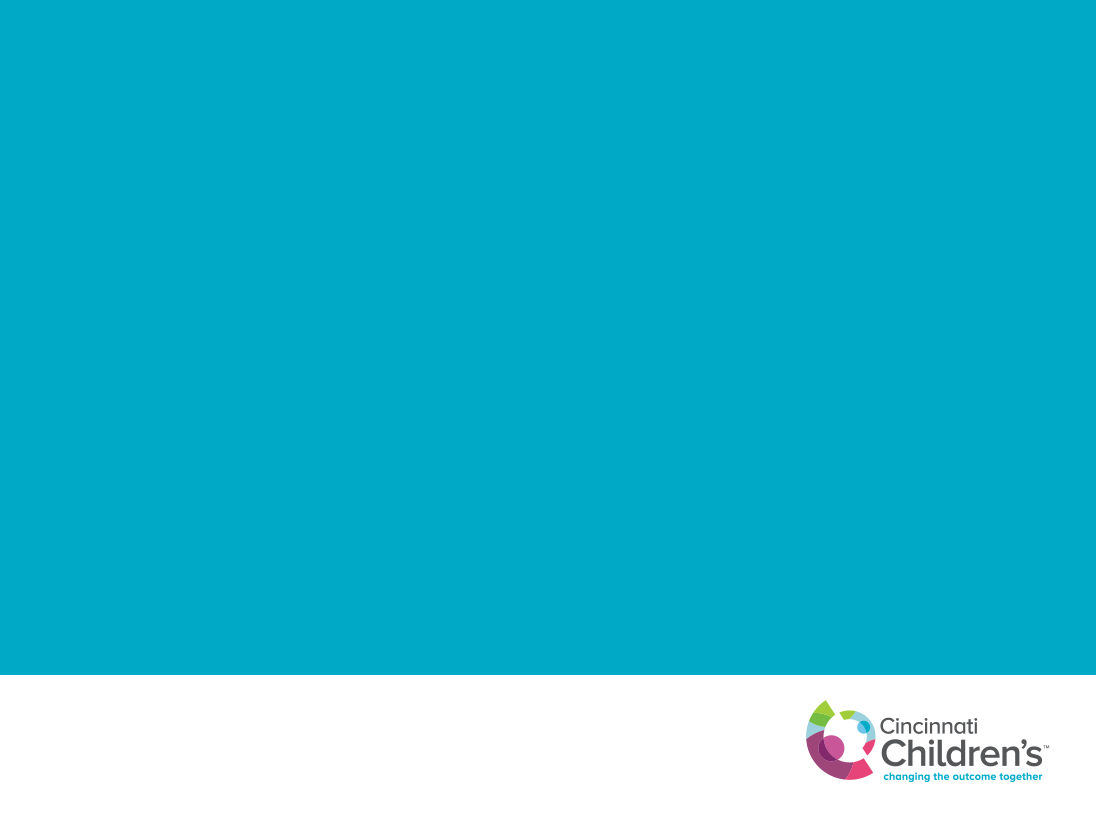 Cincinnati
Children's™
changing the outcome together